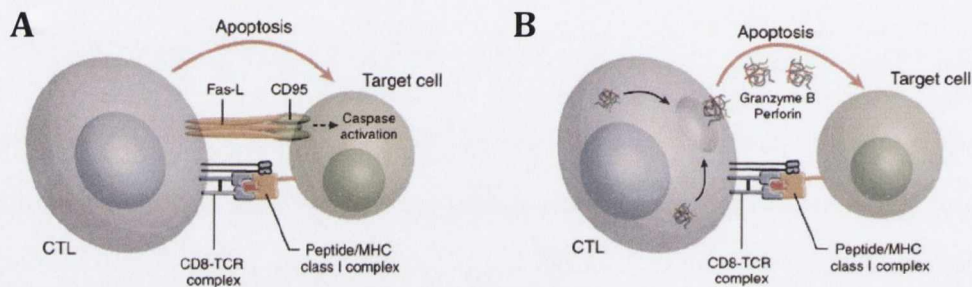 A
Apoptosis
Fas-L
CD95
Target cell
Caspase
activation
CTL
CD8-TCR
complex
Peptide/MHC
class I complex
B
Apoptosis
Target cell
Granzyme B
Perforin
CTL
CD8-TCR
complex
Peptide/MHC
class I complex